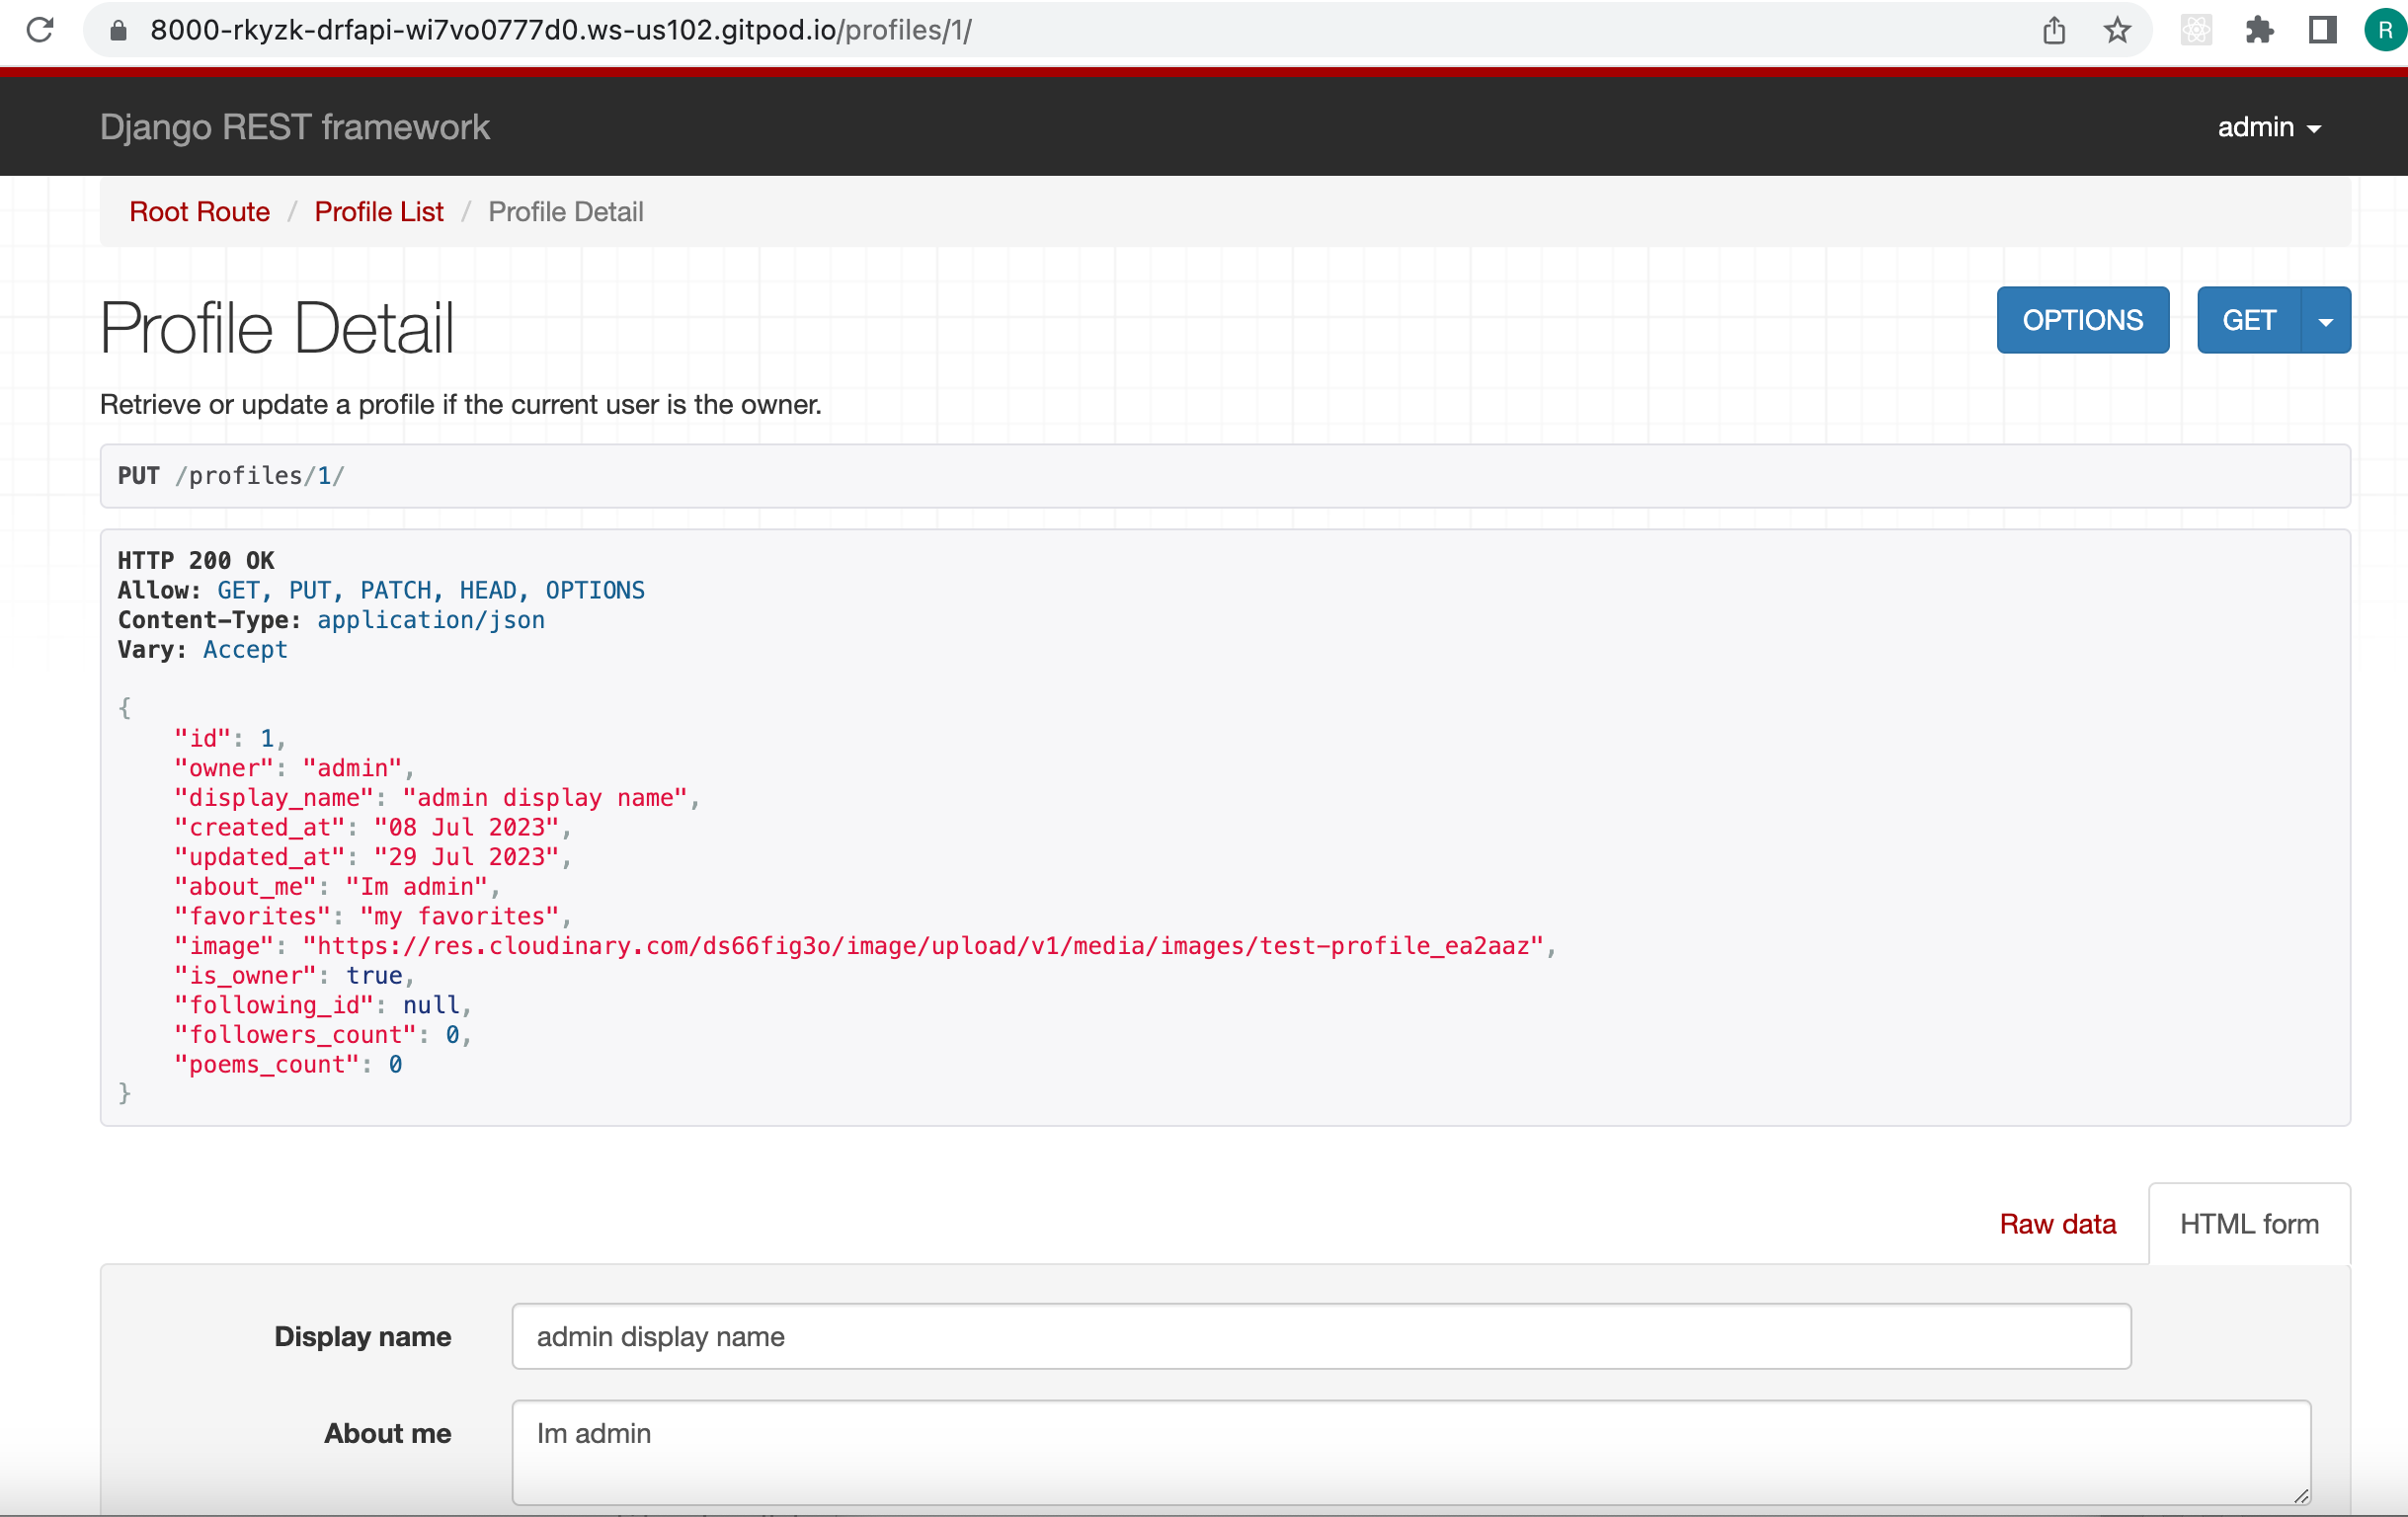 8000-rkyzk-drfapi-wi7vo0777d0.ws-us102.gitpod.io/profiles/1/
R
Django REST framework
admin
Root Route / Profile List / Profile Detail
Profile Detail
OPTIONS
GET
Retrieve or update a profile if the current user is the owner.
PUT /profiles/1/
HTTP 200 OK
Allow: GET, PUT, PATCH, HEAD, OPTIONS
Content-Type: application/json
Vary: Accept
{
"id": 1,
"owner": "admin",
"display_name": "admin display name",
"created_at": "08 Jul 2023",
"updated_at": "29 Jul 2023",
"about_me": "Im admin",
"favorites": "my favorites",
"image": "https://res.cloudinary.com/ds66fig3o/image/upload/v1/media/images/test-profile_ea2aaz",
"is_owner": true,
"following_id": null,
"followers_count": 0,
"poems_count": 0
}
Raw data
HTML form
Display name
admin display name
About me
Im admin